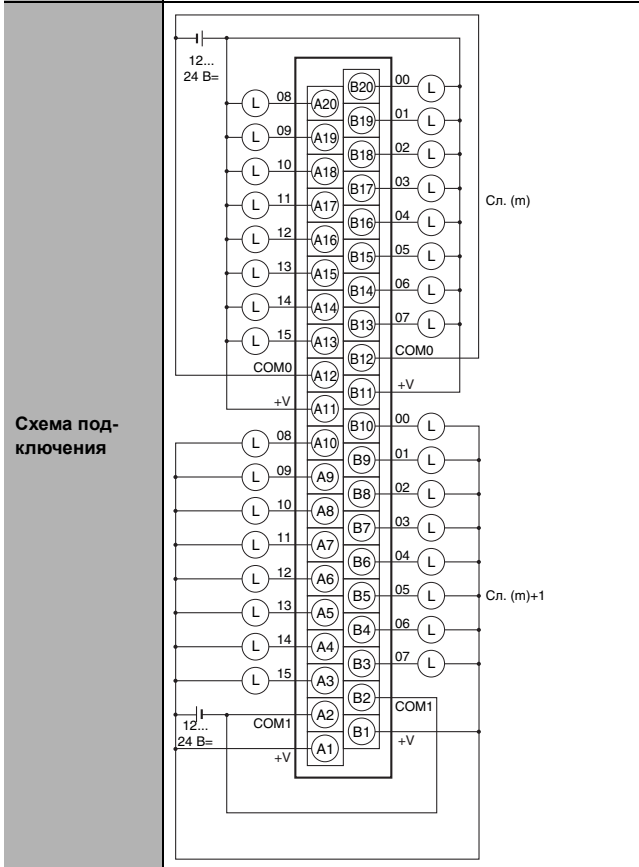 Схема под-
ключения
12...
24 В=
B20 00 L
L 08 A20
B19 01 L
L 09 A19
B18 02 L
L 10 A18
B17 03 L
Сл. (m)
L 11 A17
B16 04 L
L 12 A16
B15 05 L
L 13 A15
B14 06 L
L 14 A14
B13 07 L
L 15 A13
B12 COM0
COM0 A12
B11 +V
+V A11
B10 00 L
L 08 A10
B9 01 L
L 09 A9
B8 02 L
L 10 A8
B7 03 L
L 11 A7
B6 04 L
L 12 A6
B5 05 L Сл. (m)+1
L 13 A5
B4 06 L
L 14 A4
B3 07 L
L 15 A3
B2 COM1
12...
24 В=
COM1 A2
B1 +V
+V A1